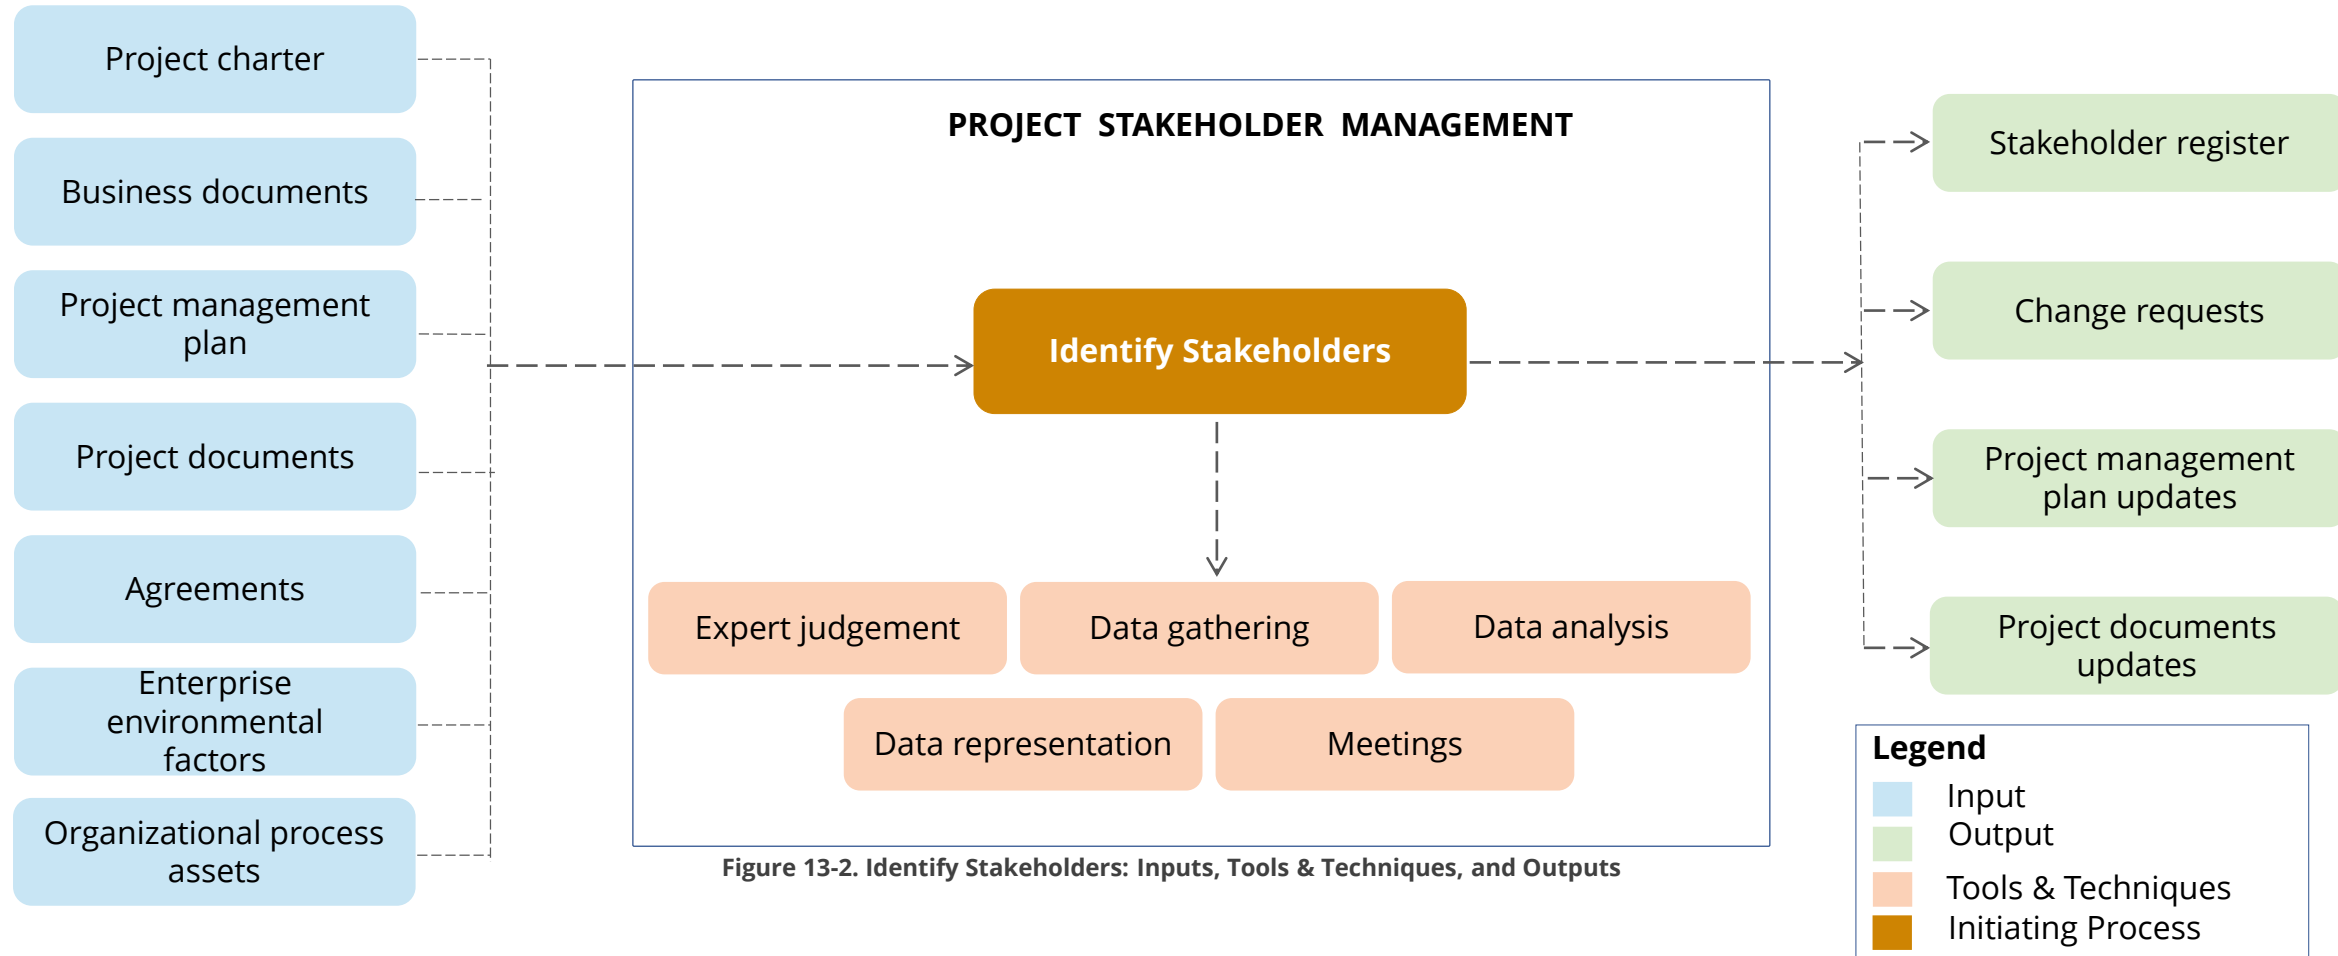 Project charter
Business documents
Project management
plan
Project documents
Agreements
Enterprise
environmental
factors
Organizational process
assets
PROJECT STAKEHOLDER MANAGEMENT
Identify Stakeholders
Expert judgement
Data gathering
Data analysis
Data representation
Meetings
Figure 13-2. Identify Stakeholders: Inputs, Tools & Techniques, and Outputs
Stakeholder register
Change requests
Project management
plan updates
Project documents
updates
Legend
Input
Output
Tools & Techniques
Initiating Process